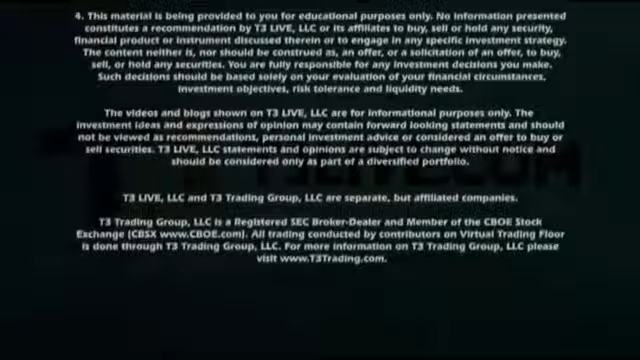 4. This material is being provided to you for educational purposes only. No information presented
constitutes a recommendation by T3 LIVE, LLC or its affiliates to buy, sell or hold any security,
financial product or instrument discussed therein or to engage in any specific investment strategy.
The content neither is, nor should be construed as, an offer, or a solicitation of an offer, to buy,
sell, or hold any securities. You are fully responsible for any investment decisions you make.
Such decisions should be based solely on your evaluation of your financial circumstances,
investment objectives, risk tolerance and liquidity needs.
The videos and blogs shown on T3 LIVE, LLC are for informational purposes only. The
investment ideas and expressions of opinion may contain forward looking statements and should
not be viewed as recommendations, personal investment advice or considered an offer to buy or
sell securities. T3 LIVE, LLC statements and opinions are subject to change without notice and
should be considered only as part of a diversified portfolio.
T3 LIVE, LLC and T3 Trading Group, LLC are separate, but affiliated companies.
T3 Trading Group, LLC is a Registered SEC Broker-Dealer and Member of the CBOE Stock
Exchange (CBSX www.CBOE.com). All trading conducted by contributors on Virtual Trading Floor
is done through T3 Trading Group, LLC. For more information on T3 Trading Group, LLC please
visit www.T3Trading.com.